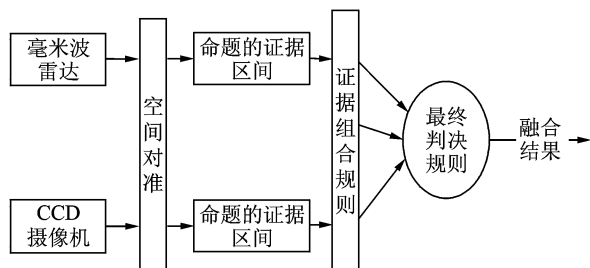 毫米波
雷达
空间对准
命题的证据
区间
证据组合规则
最终
判决
规则
融合
结果
CCD
摄像机
命题的证据
区间